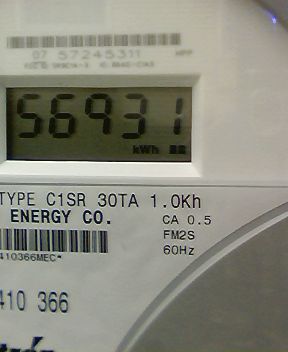 07 57245311
56931
kWh
TYPE C1SR 30TA 1.0Kh
ENERGY CO.
CA 0.5
FM2S
60Hz
410366MEC*
410 366